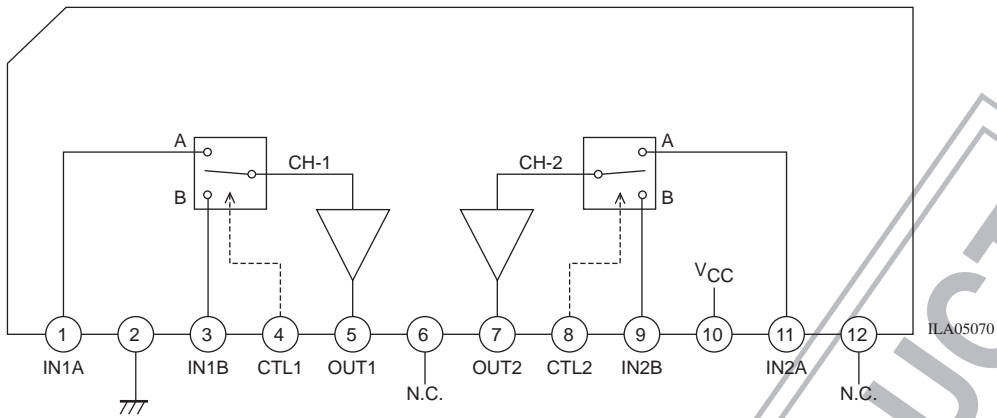 A A
CH-1 CH-2
B B
VCC
1 2 3 4 5 6 7 8 9 10 11 12
ILA05070
IN1A IN1B CTL1 OUT1 OUT2 CTL2 IN2B IN2A
N.C. N.C.